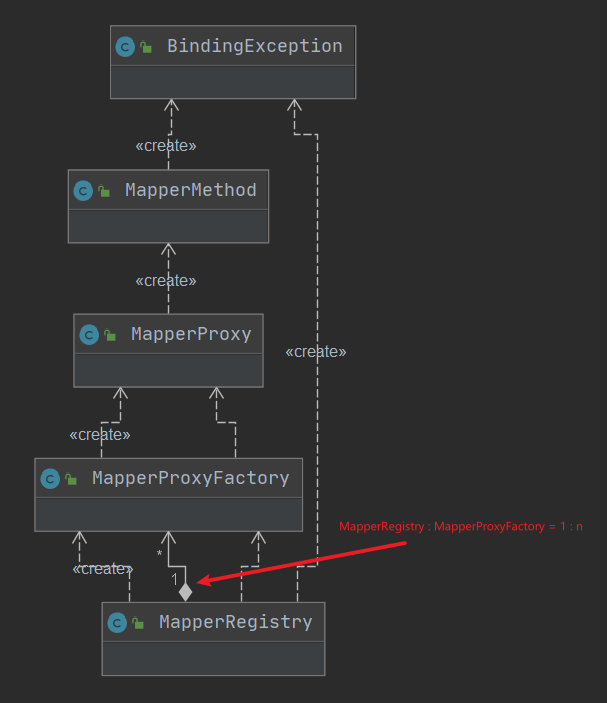 C BindingException
«create»
C MapperMethod
«create»
C MapperProxy
«create»
«create»
C MapperProxyFactory
MapperRegistry : MapperProxyFactory = 1 : n
*
«create»
1
C MapperRegistry